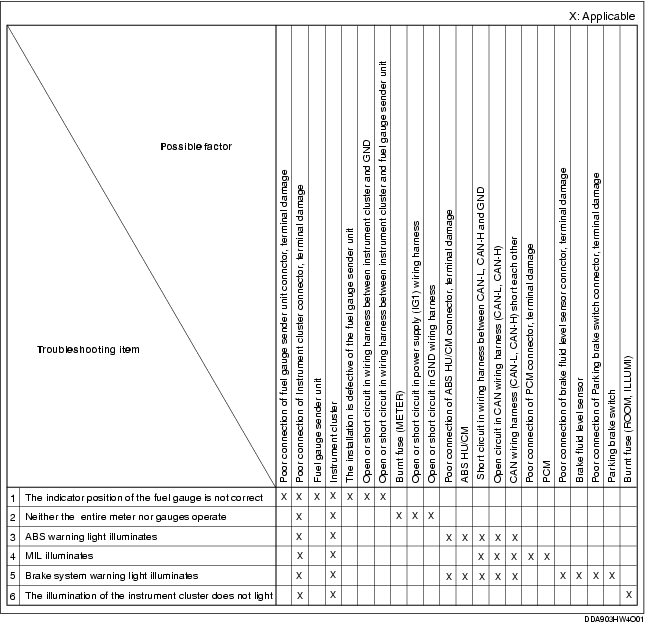 X: Applicable
Possible factor
Troubleshooting item
Poor connection of fuel gauge sender unit connctor, terminal damage
Poor connection of Instrument cluster connector, terminal damage
Fuel gauge sender unit
Instrument cluster
The installation is defective of the fuel gauge sender unit
Open or short circuit in wiring harness between instrument cluster and GND
Open or short circuit in wiring harness between instrument cluster and fuel gauge sender unit
Burnt fuse (METER)
Open or short circuit in power supply (IG1) wiring harness
Open or short circuit in GND wiring harness
Poor connection of ABS HU/CM connector, terminal damage
ABS HU/CM
Short circuit in wiring harness between CAN-L, CAN-H and GND
Open circuit in CAN wiring harness (CAN-L, CAN-H)
CAN wiring harness (CAN-L, CAN-H) short each other
Poor connection of PCM connector, terminal damage
PCM
Poor connection of brake fluid level sensor connctor, terminal damage
Brake fluid level sensor
Poor connection of Parking brake switch connector, terminal damage
Parking brake switch
Burnt fuse (ROOM, ILLUMI)
1 The indicator position of the fuel gauge is not correct X X X X X X X
2 Neither the entire meter nor gauges operate X X X X X
3 ABS warning light illuminates X X X X X X X
4 MIL illuminates X X X X X X X
5 Brake system warning light illuminates X X X X X X X X X X X
6 The illumination of the instrument cluster does not light X X X
DDA903HW4O01